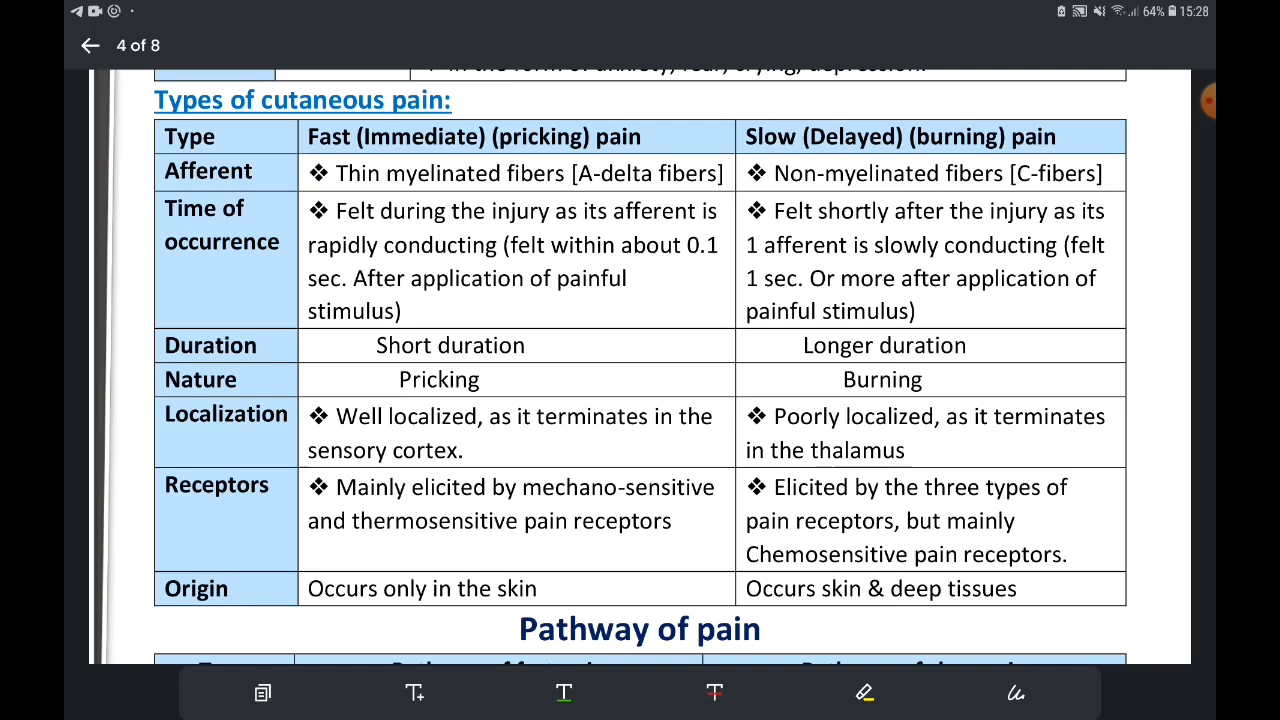 64% 15:28
4 of 8
Types of cutaneous pain:
Type Fast (Immediate) (pricking) pain Slow (Delayed) (burning) pain
Afferent ❖ Thin myelinated fibers [A-delta fibers] ❖ Non-myelinated fibers [C-fibers]
Time of ❖ Felt during the injury as its afferent is ❖ Felt shortly after the injury as its
occurrence rapidly conducting (felt within about 0.1 1 afferent is slowly conducting (felt
sec. After application of painful 1 sec. Or more after application of
stimulus) painful stimulus)
Duration Short duration Longer duration
Nature Pricking Burning
Localization ❖ Well localized, as it terminates in the ❖ Poorly localized, as it terminates
sensory cortex. in the thalamus
Receptors ❖ Mainly elicited by mechano-sensitive ❖ Elicited by the three types of
and thermosensitive pain receptors pain receptors, but mainly
Chemosensitive pain receptors.
Origin Occurs only in the skin Occurs skin & deep tissues
Pathway of pain